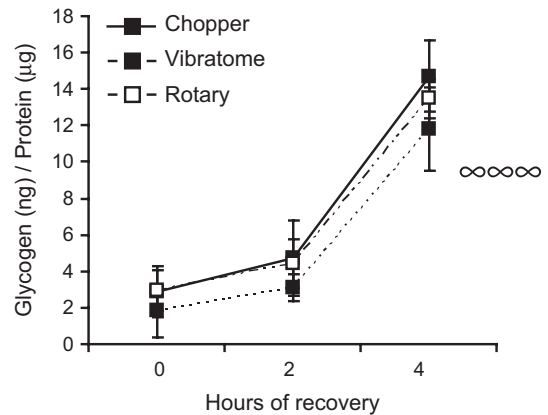 Glycogen (ng) / Protein (µg)
18
16
14
12
10
8
6
4
2
0
Chopper
Vibratome
Rotary
∞∞∞
0 2 4
Hours of recovery